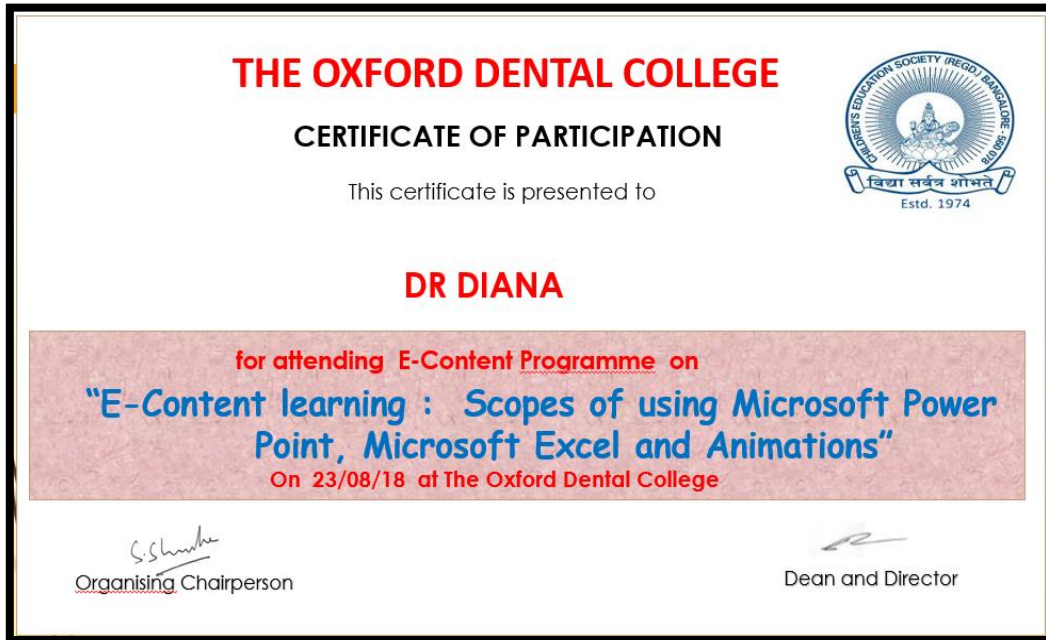 THE OXFORD DENTAL COLLEGE
CHILDREN'S EDUCATION SOCIETY (REGD.) BANGALORE - 560 078
विद्या सर्वत्र शोभते
Estd. 1974
CERTIFICATE OF PARTICIPATION
This certificate is presented to
DR DIANA
for attending E-Content Programme on
“E-Content learning : Scopes of using Microsoft Power
Point, Microsoft Excel and Animations”
On 23/08/18 at The Oxford Dental College
Organising Chairperson
Dean and Director